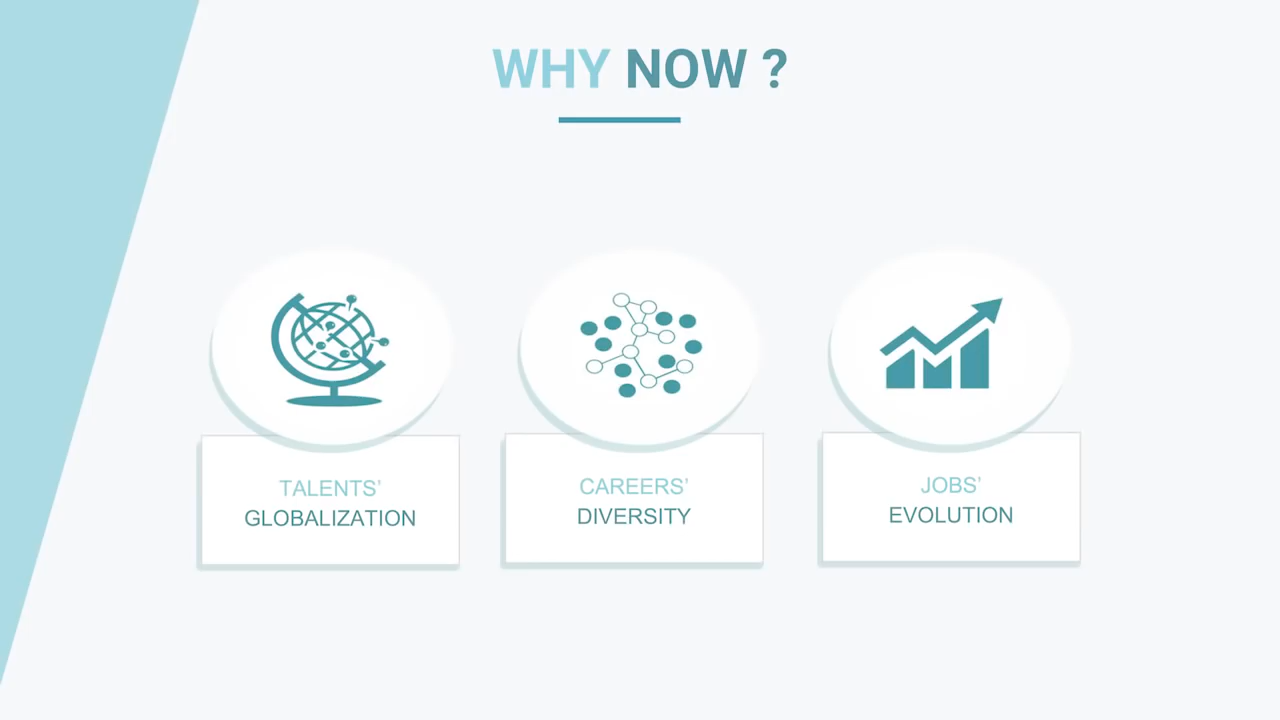 WHY NOW ?
TALENTS'
GLOBALIZATION
CAREERS'
DIVERSITY
JOBS'
EVOLUTION